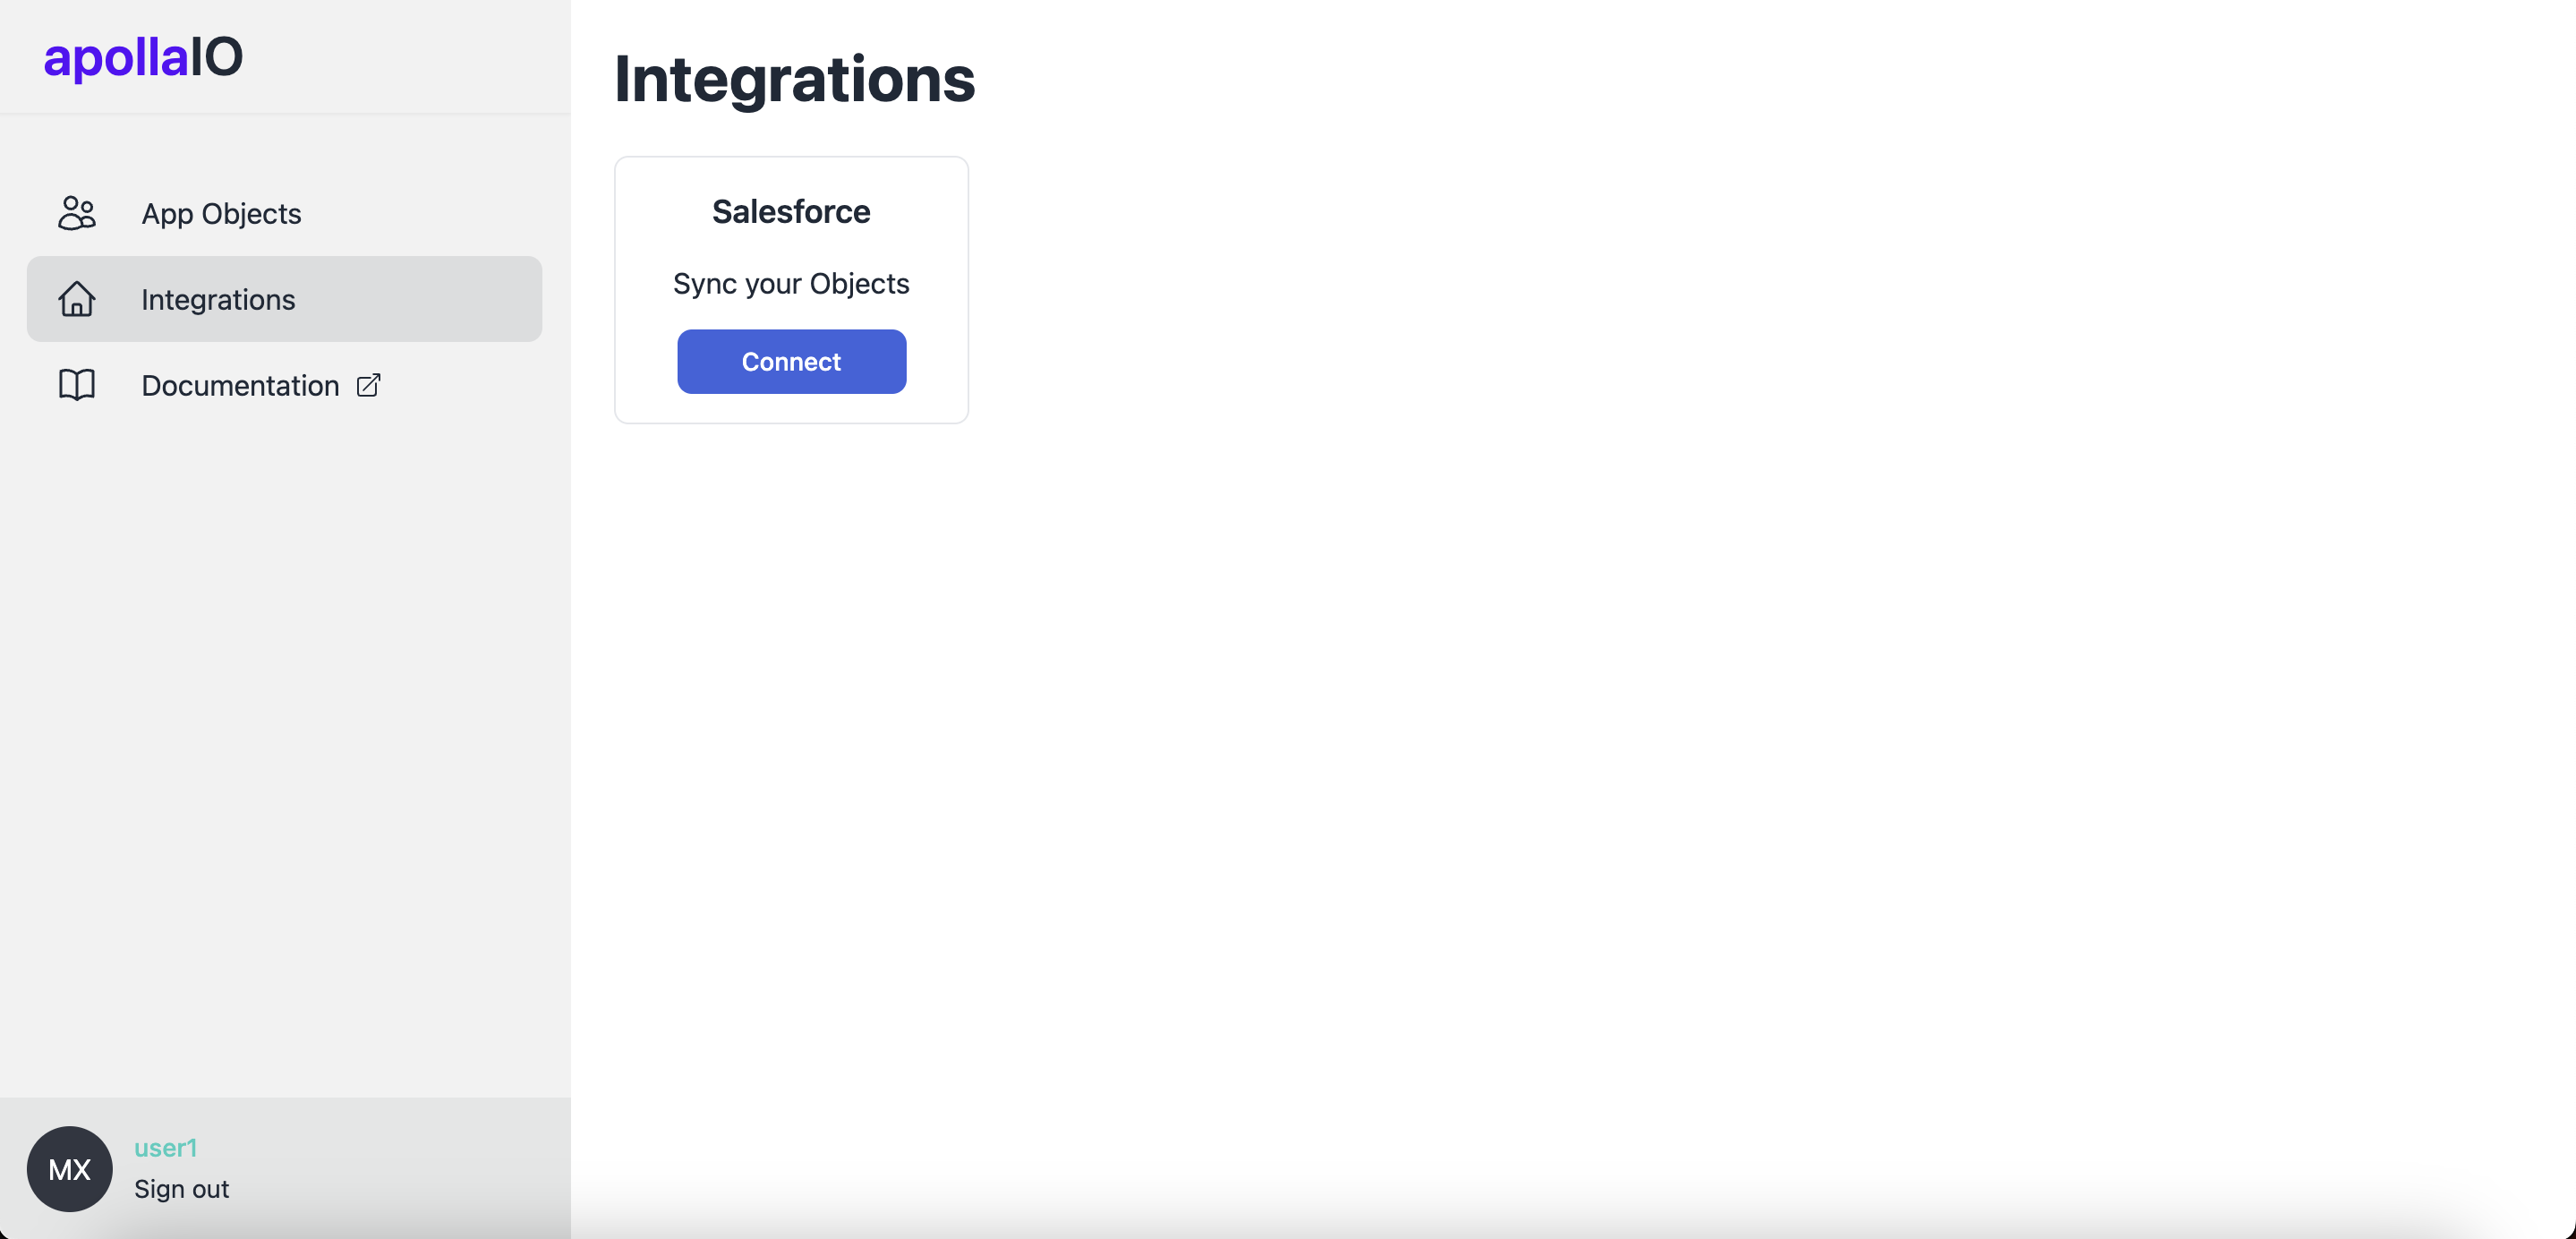 apollaIO
App Objects
Integrations
Documentation
MX
user1
Sign out
Integrations
Salesforce
Sync your Objects
Connect